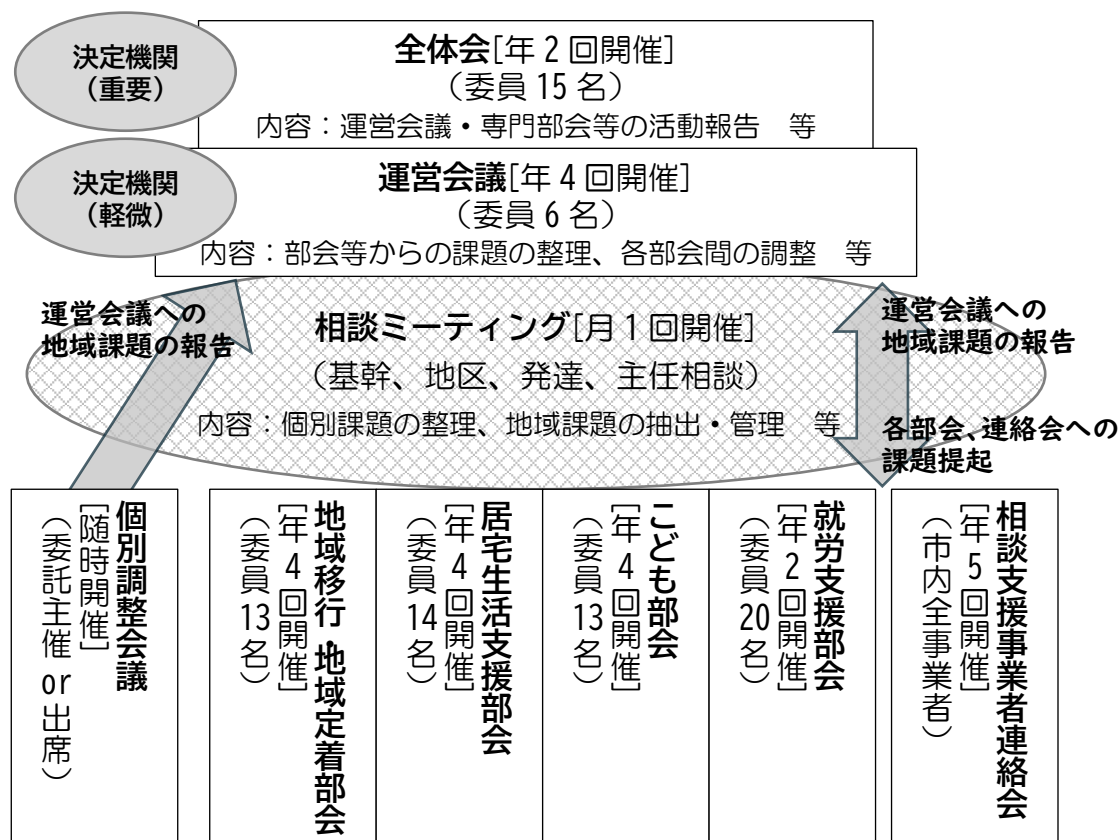 決定機関
（重要）
全体会[年２回開催]
（委員 15 名）
内容：運営会議・専門部会等の活動報告　等
決定機関
（軽微）
運営会議[年４回開催]
（委員６名）
内容：部会等からの課題の整理、各部会間の調整　等
運営会議への
地域課題の報告
相談ミーティング[月１回開催]
（基幹、地区、発達、主任相談）
内容：個別課題の整理、地域課題の抽出・管理　等
運営会議への
地域課題の報告
各部会、連絡会への
課題提起
個別調整会議
[随時開催]
（委託主催 or 出席）
地域移行・地域定着部会
[年４回開催]
（委員 13 名）
居宅生活支援部会
[年４回開催]
（委員 14 名）
こども部会
[年４回開催]
（委員 13 名）
就労支援部会
[年２回開催]
（委員 20 名）
相談支援事業者連絡会
[年５回開催]
（市内全事業者）